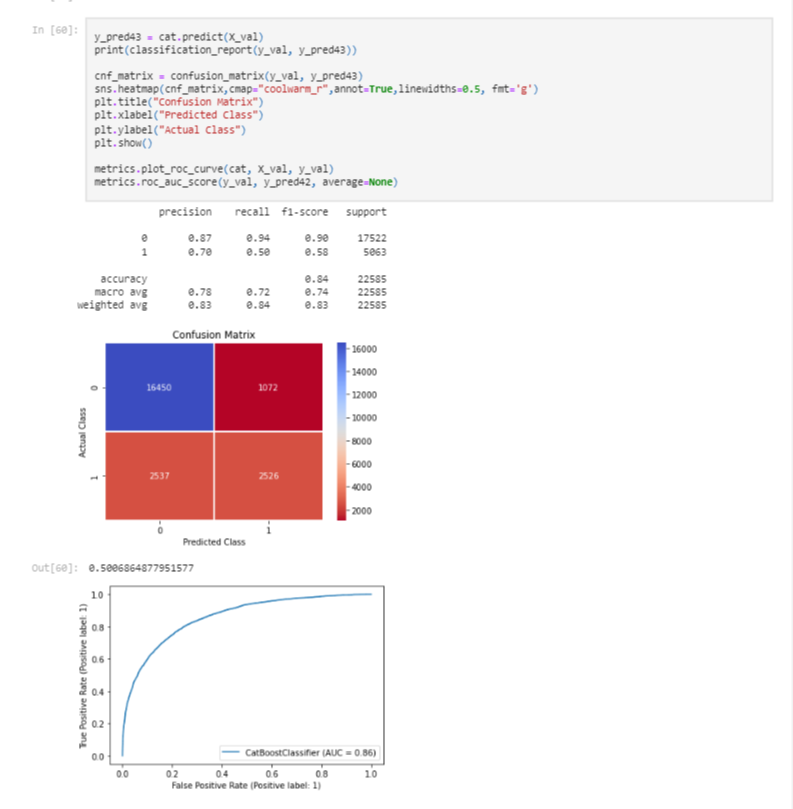 In [60]:
y_pred43 = cat.predict(X_val)
print(classification_report(y_val, y_pred43))
cnf_matrix = confusion_matrix(y_val, y_pred43)
sns.heatmap(cnf_matrix,cmap="coolwarm_r",annot=True,linewidths=0.5, fmt='g')
plt.title("Confusion Matrix")
plt.xlabel("Predicted Class")
plt.ylabel("Actual Class")
plt.show()
metrics.plot_roc_curve(cat, X_val, y_val)
metrics.roc_auc_score(y_val, y_pred42, average=None)
precision recall f1-score support
0 0.87 0.94 0.90 17522
1 0.70 0.50 0.58 5063
accuracy 0.84 22585
macro avg 0.78 0.72 0.74 22585
weighted avg 0.83 0.84 0.83 22585
Confusion Matrix
16000
14000
12000
10000
8000
6000
4000
2000
Actual Class
0
16450 1072
1
2537 2526
0 1
Predicted Class
Out[60]: 0.5006864877951577
True Positive Rate (Positive label: 1)
1.0
0.8
0.6
0.4
0.2
0.0
CatBoostClassifier (AUC = 0.86)
0.0 0.2 0.4 0.6 0.8 1.0
False Positive Rate (Positive label: 1)